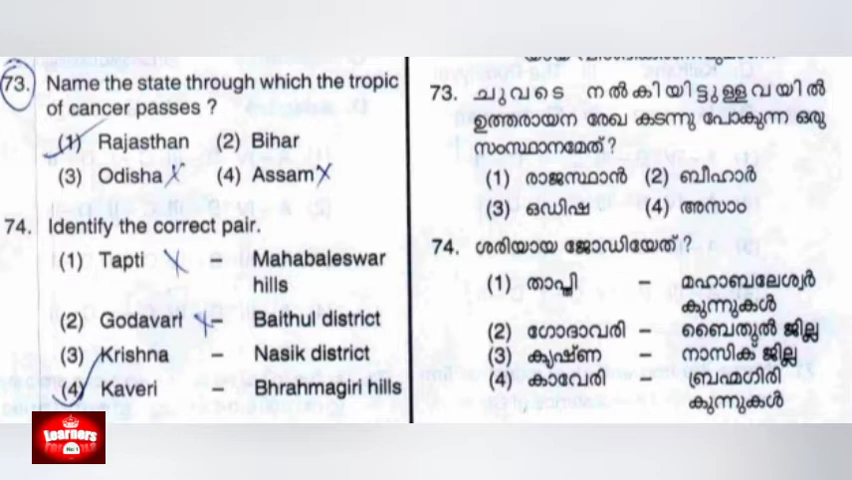 73. Name the state through which the tropic
of cancer passes ?
(1) Rajasthan (2) Bihar
(3) Odisha (4) Assam
74. Identify the correct pair.
(1) Tapti – Mahabaleswar
hills
(2) Godavari – Baithul district
(3) Krishna – Nasik district
(4) Kaveri – Bhrahmagiri hills
73. ചുവടെ നൽകിയിട്ടുള്ളവയിൽ
ഉത്തരായന രേഖ കടന്നു പോകുന്ന ഒരു
സംസ്ഥാനമേത് ?
(1) രാജസ്ഥാൻ (2) ബീഹാർ
(3) ഒഡിഷ (4) അസാം
74. ശരിയായ ജോഡിയേത് ?
(1) താപ്തി – മഹാബലേശ്വർ
കുന്നുകൾ
(2) ഗോദാവരി – ബൈതുൽ ജില്ല
(3) കൃഷ്ണ – നാസിക ജില്ല
(4) കാവേരി – ബ്രഹ്മഗിരി
കുന്നുകൾ
Learners